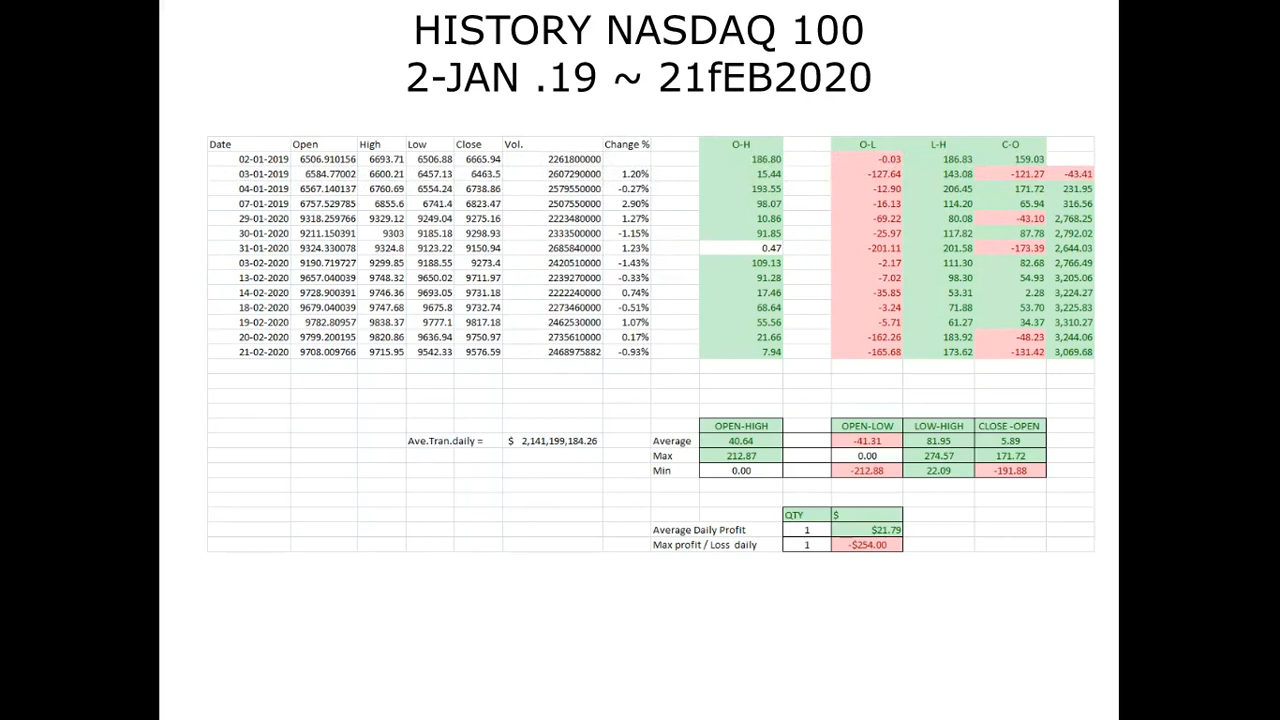 HISTORY NASDAQ 100
2-JAN .19 ~ 21fEB2020
Date Open High Low Close Vol. Change % O-H O-L L-H C-O
02-01-2019 6506.910156 6693.71 6506.88 6665.94 2261800000 186.80 -0.03 186.83 159.03
03-01-2019 6584.77002 6600.21 6457.13 6463.5 2607290000 1.20% 15.44 -127.64 143.08 -121.27 -43.41
04-01-2019 6567.140137 6760.69 6554.24 6738.86 2579550000 -0.27% 193.55 -12.90 206.45 171.72 231.95
07-01-2019 6757.529785 6855.6 6741.4 6823.47 2507550000 2.90% 98.07 -16.13 114.20 65.94 316.56
29-01-2020 9318.259766 9329.12 9249.04 9275.16 2223480000 1.27% 10.86 -69.22 80.08 -43.10 2,768.25
30-01-2020 9211.150391 9303 9185.18 9298.93 2333500000 -1.15% 91.85 -25.97 117.82 87.78 2,792.02
31-01-2020 9324.330078 9324.8 9123.22 9150.94 2685840000 1.23% 0.47 -201.11 201.58 -173.39 2,644.03
03-02-2020 9190.719727 9299.85 9188.55 9273.4 2420510000 -1.43% 109.13 -2.17 111.30 82.68 2,766.49
13-02-2020 9657.040039 9748.32 9650.02 9711.97 2239270000 -0.33% 91.28 -7.02 98.30 54.93 3,205.06
14-02-2020 9728.900391 9746.36 9693.05 9731.18 2222240000 0.74% 17.46 -35.85 53.31 2.28 3,224.27
18-02-2020 9679.040039 9747.68 9675.8 9732.74 2273460000 -0.51% 68.64 -3.24 71.88 53.70 3,225.83
19-02-2020 9782.80957 9838.37 9777.1 9817.18 2462530000 1.07% 55.56 -5.71 61.27 34.37 3,310.27
20-02-2020 9799.200195 9820.86 9636.94 9750.97 2735610000 0.17% 21.66 -162.26 183.92 -48.23 3,244.06
21-02-2020 9708.009766 9715.95 9542.33 9576.59 2468975882 -0.93% 7.94 -165.68 173.62 -131.42 3,069.68
OPEN-HIGH OPEN-LOW LOW-HIGH CLOSE -OPEN
Ave.Tran.daily = $ 2,141,199,184.26 Average 40.64 -41.31 81.95 5.89
Max 212.87 0.00 274.57 171.72
Min 0.00 -212.88 22.09 -191.88
QTY $
Average Daily Profit 1 $21.79
Max profit / Loss daily 1 -$254.00